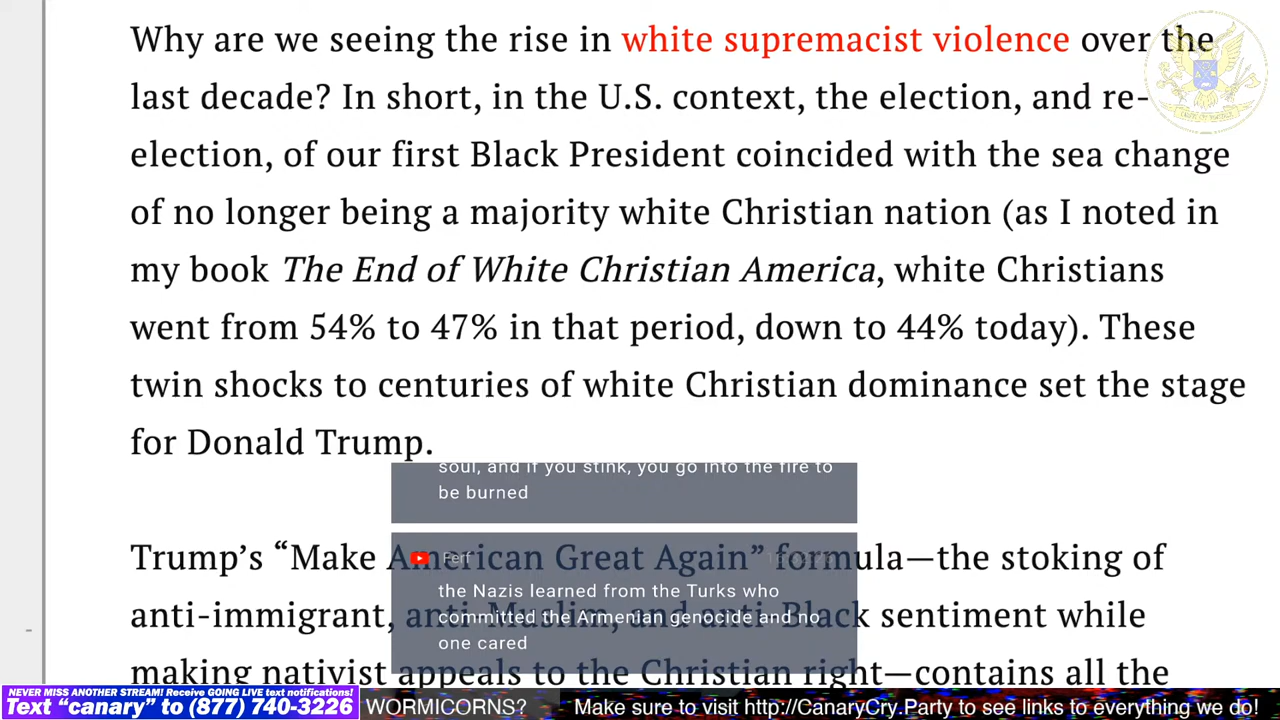 Why are we seeing the rise in white supremacist violence over the
last decade? In short, in the U.S. context, the election, and re-
election, of our first Black President coincided with the sea change
of no longer being a majority white Christian nation (as I noted in
my book The End of White Christian America, white Christians
went from 54% to 47% in that period, down to 44% today). These
twin shocks to centuries of white Christian dominance set the stage
for Donald Trump.
soul, and if you stink, you go into the fire to
be burned
Trump’s “Make American Great Again” formula—the stoking of
anti-immigrant, anti-Muslim, and anti-Black sentiment while
making nativist appeals to the Christian right—contains all the
Ferf
the Nazis learned from the Turks who
committed the Armenian genocide and no
one cared
NEVER MISS ANOTHER STREAM! Receive GOING LIVE text notifications!
Text “canary” to (877) 740-3226
WORMICORNS?
Make sure to visit http://CanaryCry.Party to see links to everything we do!